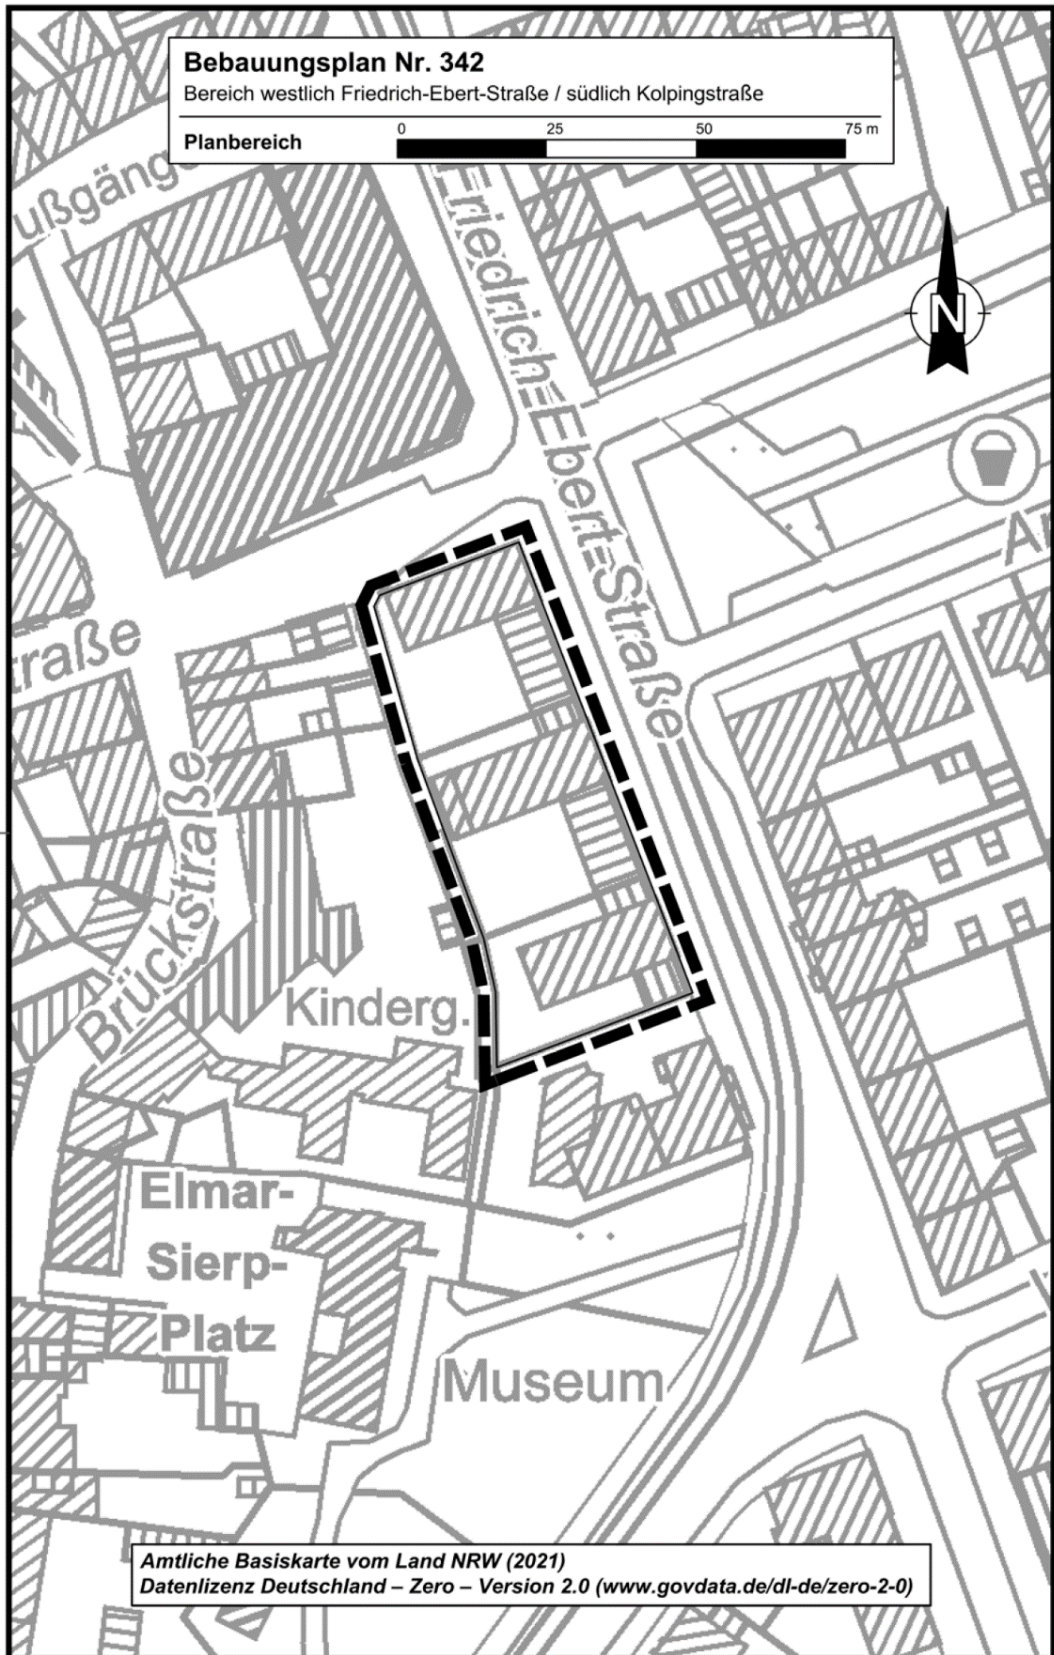 Bebauungsplan Nr. 342
Bereich westlich Friedrich-Ebert-Straße / südlich Kolpingstraße
Planbereich
0 25 50 75 m
ußgänge
Friedrich-Ebert-Straße
N
Ar
traße
Brückstraße
Kinderg.
Elmar-
Sierp-
Platz
Museum
Amtliche Basiskarte vom Land NRW (2021)
Datenlizenz Deutschland – Zero – Version 2.0 (www.govdata.de/dl-de/zero-2-0)